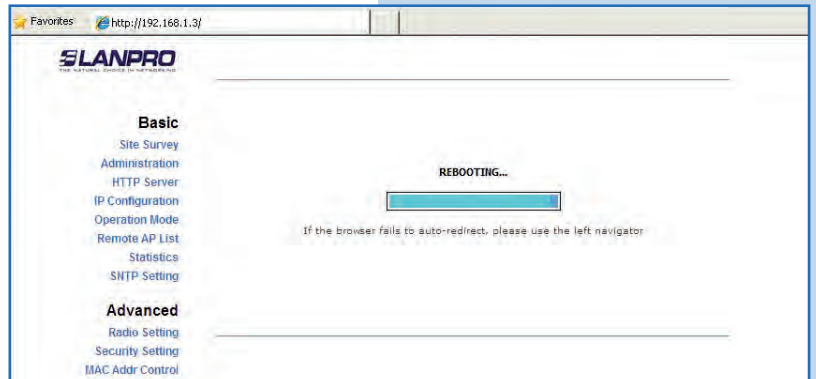 Favorites http://192.168.1.3/
LANPRO
THE NATURAL CHOICE IN NETWORKING
Basic
Site Survey
Administration
HTTP Server
IP Configuration
Operation Mode
Remote AP List
Statistics
SNTP Setting
REBOOTING...
If the browser fails to auto-redirect, please use the left navigator
Advanced
Radio Setting
Security Setting
MAC Addr Control